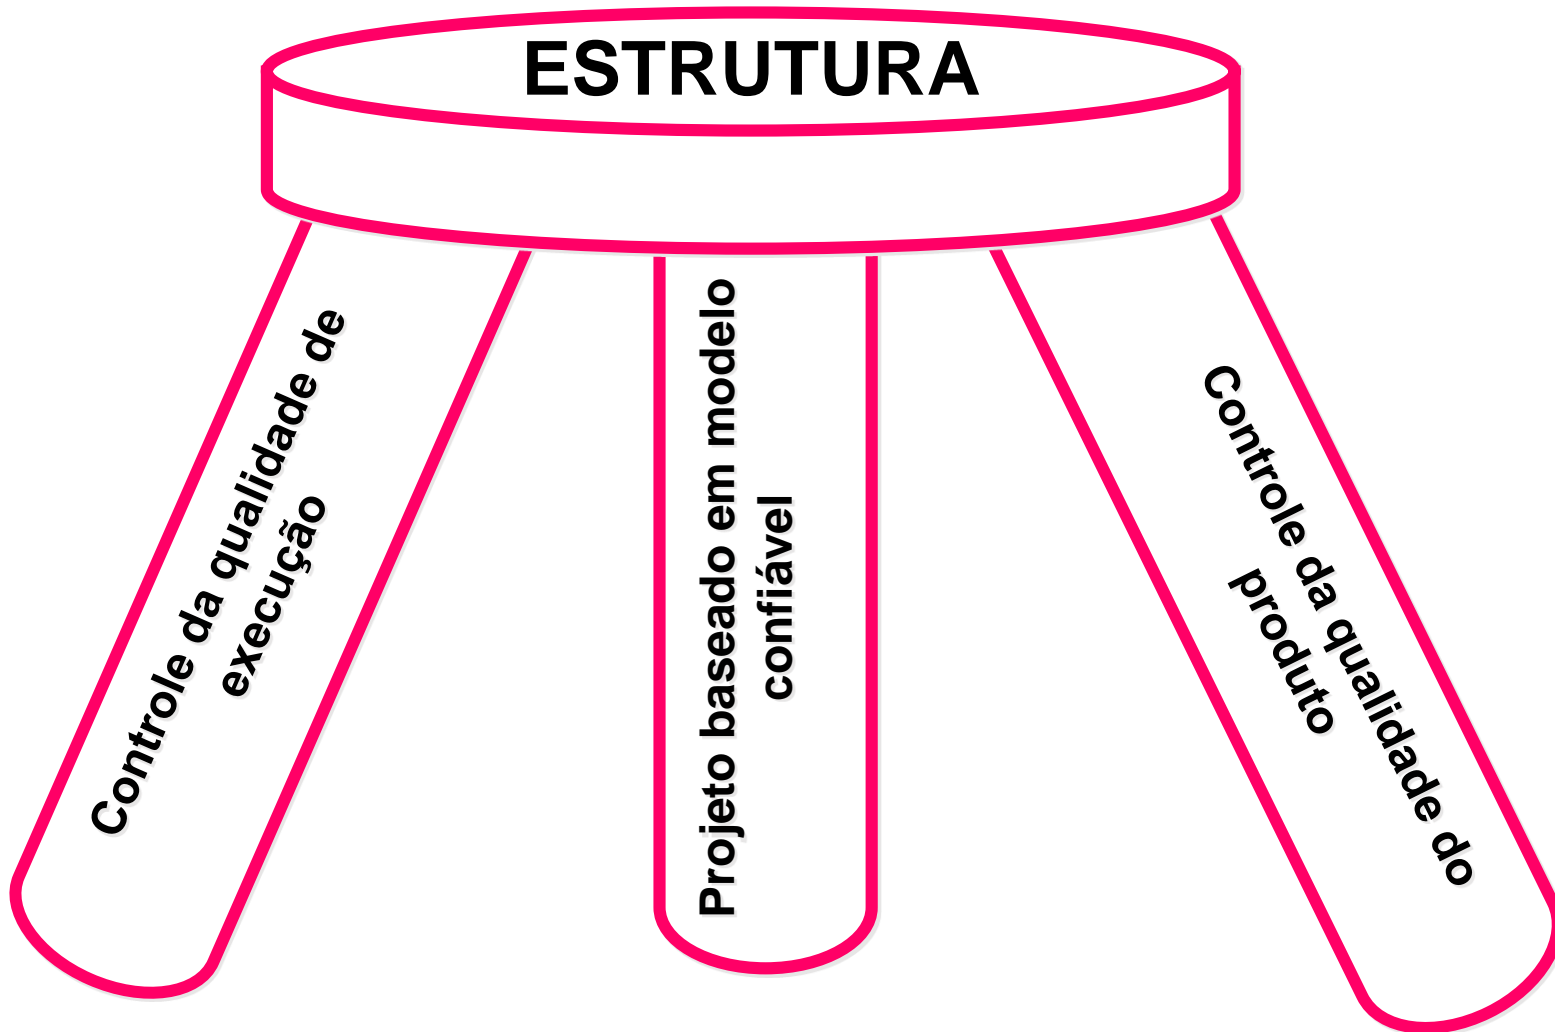 ESTRUTURA
Controle da qualidade de
execução
Projeto baseado em modelo
confiável
Controle da qualidade do
produto